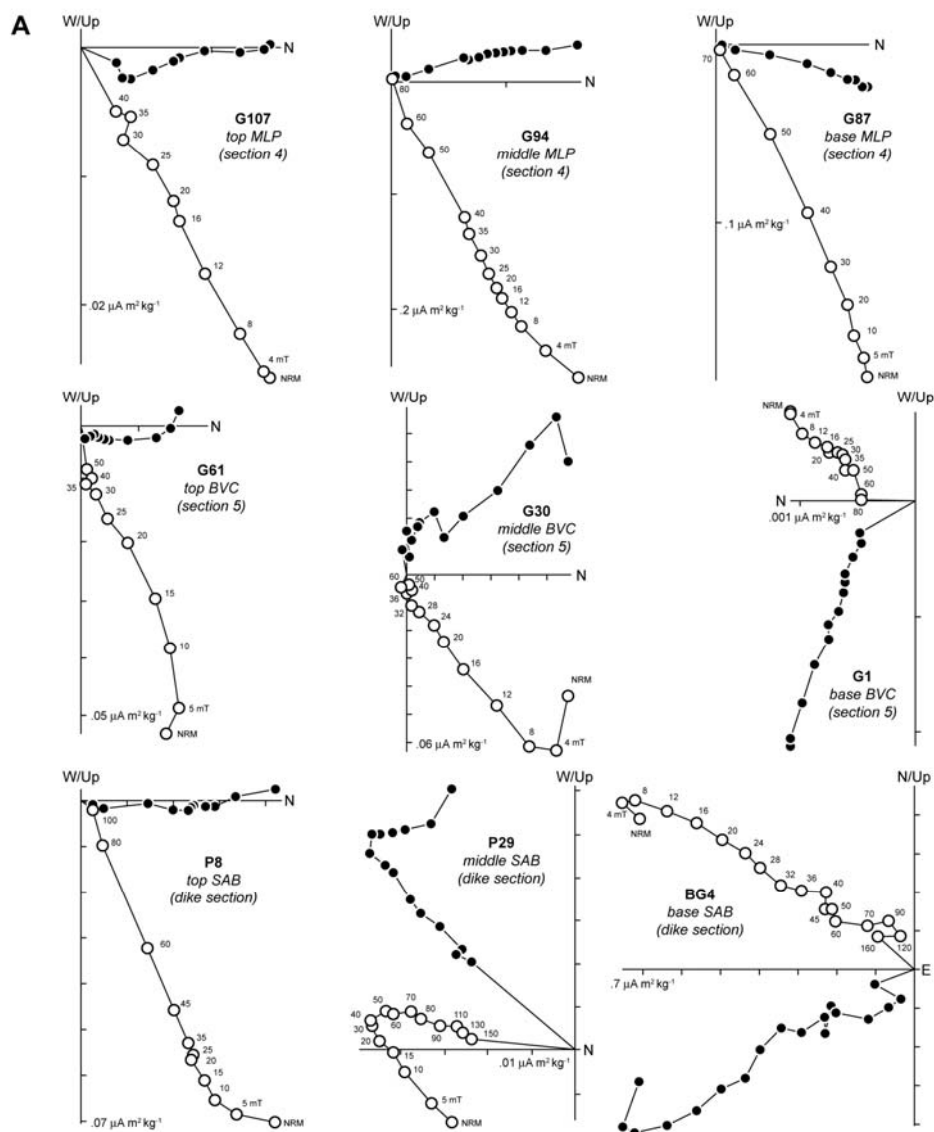 A
W/Up
N
40
35
30
25
20
16
12
8
4 mT
NRM
G107
top MLP
(section 4)
.02 µA m² kg⁻¹
W/Up
N
80
60
50
40
35
30
25
20
16
12
8
4 mT
NRM
G94
middle MLP
(section 4)
.2 µA m² kg⁻¹
W/Up
N
70
60
50
40
30
20
10
5 mT
NRM
G87
base MLP
(section 4)
.1 µA m² kg⁻¹
W/Up
N
50
40
35
30
25
20
15
10
5 mT
NRM
G61
top BVC
(section 5)
.05 µA m² kg⁻¹
G30
middle BVC
(section 5)
N
60
50
40
36
32
28
24
20
16
12
8
4 mT
NRM
.06 µA m² kg⁻¹
W/Up
NRM
4 mT
8
12
16
20
25
30
35
40
50
60
80
N
.001 µA m² kg⁻¹
G1
base BVC
(section 5)
W/Up
N
100
80
60
45
35
25
20
15
10
5 mT
NRM
P8
top SAB
(dike section)
.07 µA m² kg⁻¹
W/Up
P29
middle SAB
(dike section)
50
70
40
60
80
110
30
90
130
150
20
15
10
5 mT
NRM
N
.01 µA m² kg⁻¹
N/Up
4 mT
8
NRM
12
16
20
24
28
32
36
40
45
50
60
70
90
120
160
E
BG4
base SAB
(dike section)
.7 µA m² kg⁻¹